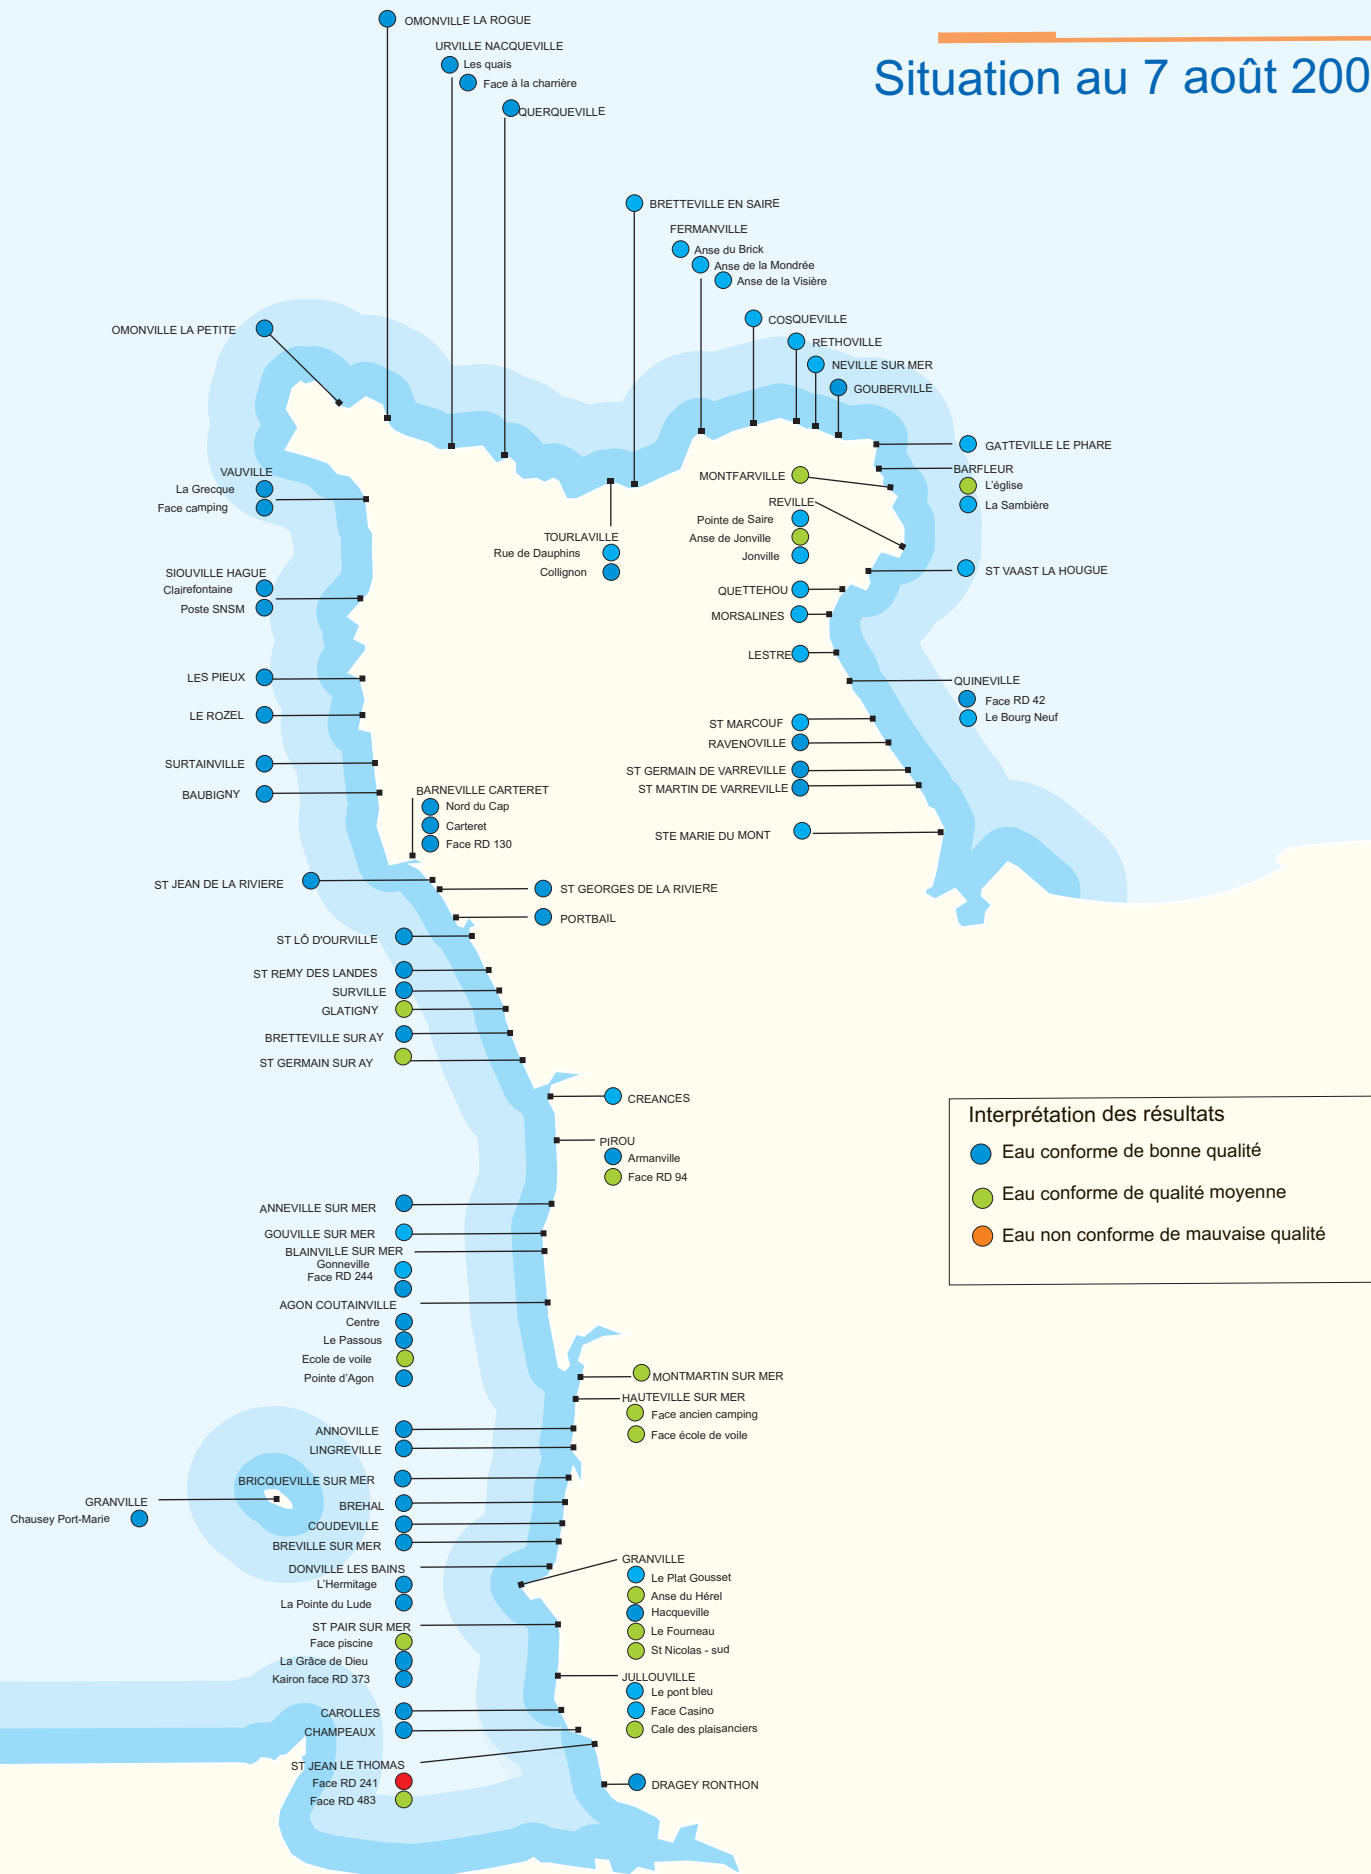 OMONVILLE LA ROGUE
URVILLE NACQUEVILLE
Les quais
Face à la charrière
QUERQUEVILLE
Situation au 7 août 200
BRETTEVILLE EN SAIRE
FERMANVILLE
Anse du Brick
Anse de la Mondrée
Anse de la Visière
COSQUEVILLE
OMONVILLE LA PETITE
RETHOVILLE
NEVILLE SUR MER
GOUBERVILLE
GATTEVILLE LE PHARE
BARFLEUR
L'église
La Sambière
VAUVILLE
La Grecque
Face camping
MONTFARVILLE
REVILLE
Pointe de Saire
Anse de Jonville
Jonville
TOURLAVILLE
Rue de Dauphins
Collignon
ST VAAST LA HOUGUE
SIOUVILLE HAGUE
Clairefontaine
Poste SNSM
QUETTEHOU
MORSALINES
LESTRE
LES PIEUX
QUINEVILLE
Face RD 42
Le Bourg Neuf
LE ROZEL
ST MARCOUF
RAVENOVILLE
SURTAINVILLE
ST GERMAIN DE VARREVILLE
ST MARTIN DE VARREVILLE
BAUBIGNY
BARNEVILLE CARTERET
Nord du Cap
Carteret
Face RD 130
STE MARIE DU MONT
ST JEAN DE LA RIVIERE
ST GEORGES DE LA RIVIERE
PORTBAIL
ST LÔ D'OURVILLE
ST REMY DES LANDES
SURVILLE
GLATIGNY
BRETTEVILLE SUR AY
ST GERMAIN SUR AY
CREANCES
Interprétation des résultats
Eau conforme de bonne qualité
Eau conforme de qualité moyenne
Eau non conforme de mauvaise qualité
PIROU
Armanville
Face RD 94
ANNEVILLE SUR MER
GOUVILLE SUR MER
BLAINVILLE SUR MER
Gonneville
Face RD 244
AGON COUTAINVILLE
Centre
Le Passous
Ecole de voile
Pointe d'Agon
MONTMARTIN SUR MER
HAUTEVILLE SUR MER
Face ancien camping
Face école de voile
ANNOVILLE
LINGREVILLE
BRICQUEVILLE SUR MER
GRANVILLE
Chausey Port-Marie
BREHAL
COUDEVILLE
BREVILLE SUR MER
DONVILLE LES BAINS
L'Hermitage
La Pointe du Lude
GRANVILLE
Le Plat Gousset
Anse du Hérel
Hacqueville
Le Fourneau
St Nicolas - sud
ST PAIR SUR MER
Face piscine
La Grâce de Dieu
Kairon face RD 373
JULLOUVILLE
Le pont bleu
Face Casino
Cale des plaisanciers
CAROLLES
CHAMPEAUX
ST JEAN LE THOMAS
Face RD 241
Face RD 483
DRAGEY RONTHON